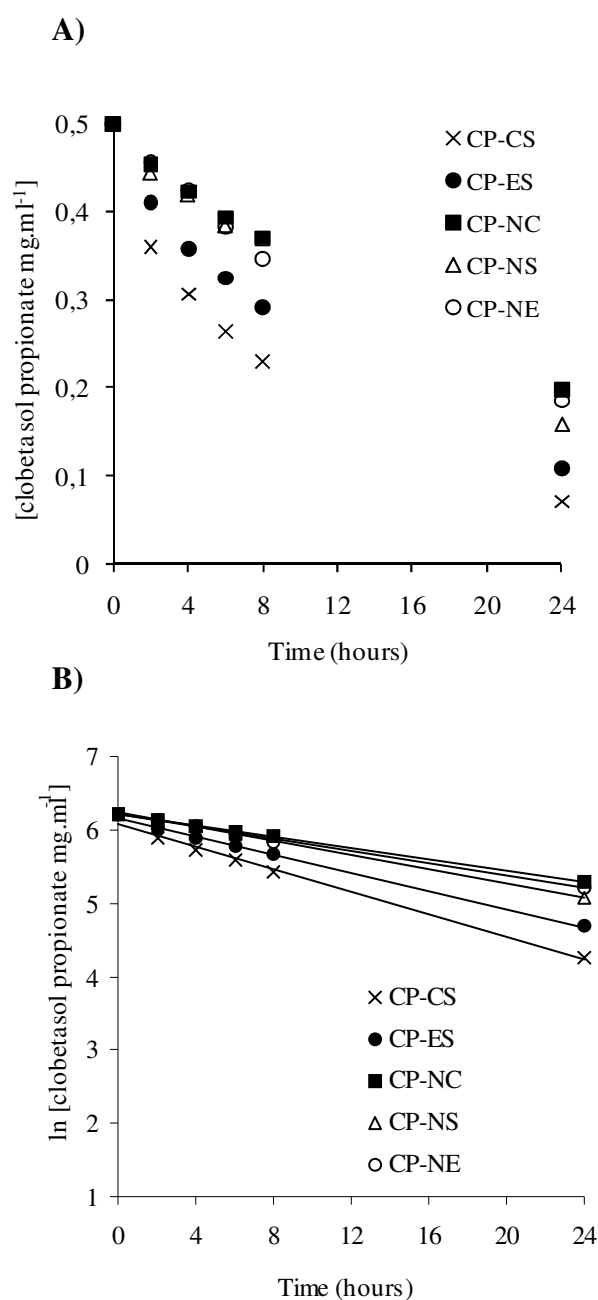 A)
[clobetasol propionate mg.ml⁻¹]
0,5
0,4
0,3
0,2
0,1
0
0 4 8 12 16 20 24
Time (hours)
CP-CS
CP-ES
CP-NC
CP-NS
CP-NE
B)
ln [clobetasol propionate mg.ml⁻¹]
7
6
5
4
3
2
1
0 4 8 12 16 20 24
Time (hours)
CP-CS
CP-ES
CP-NC
CP-NS
CP-NE